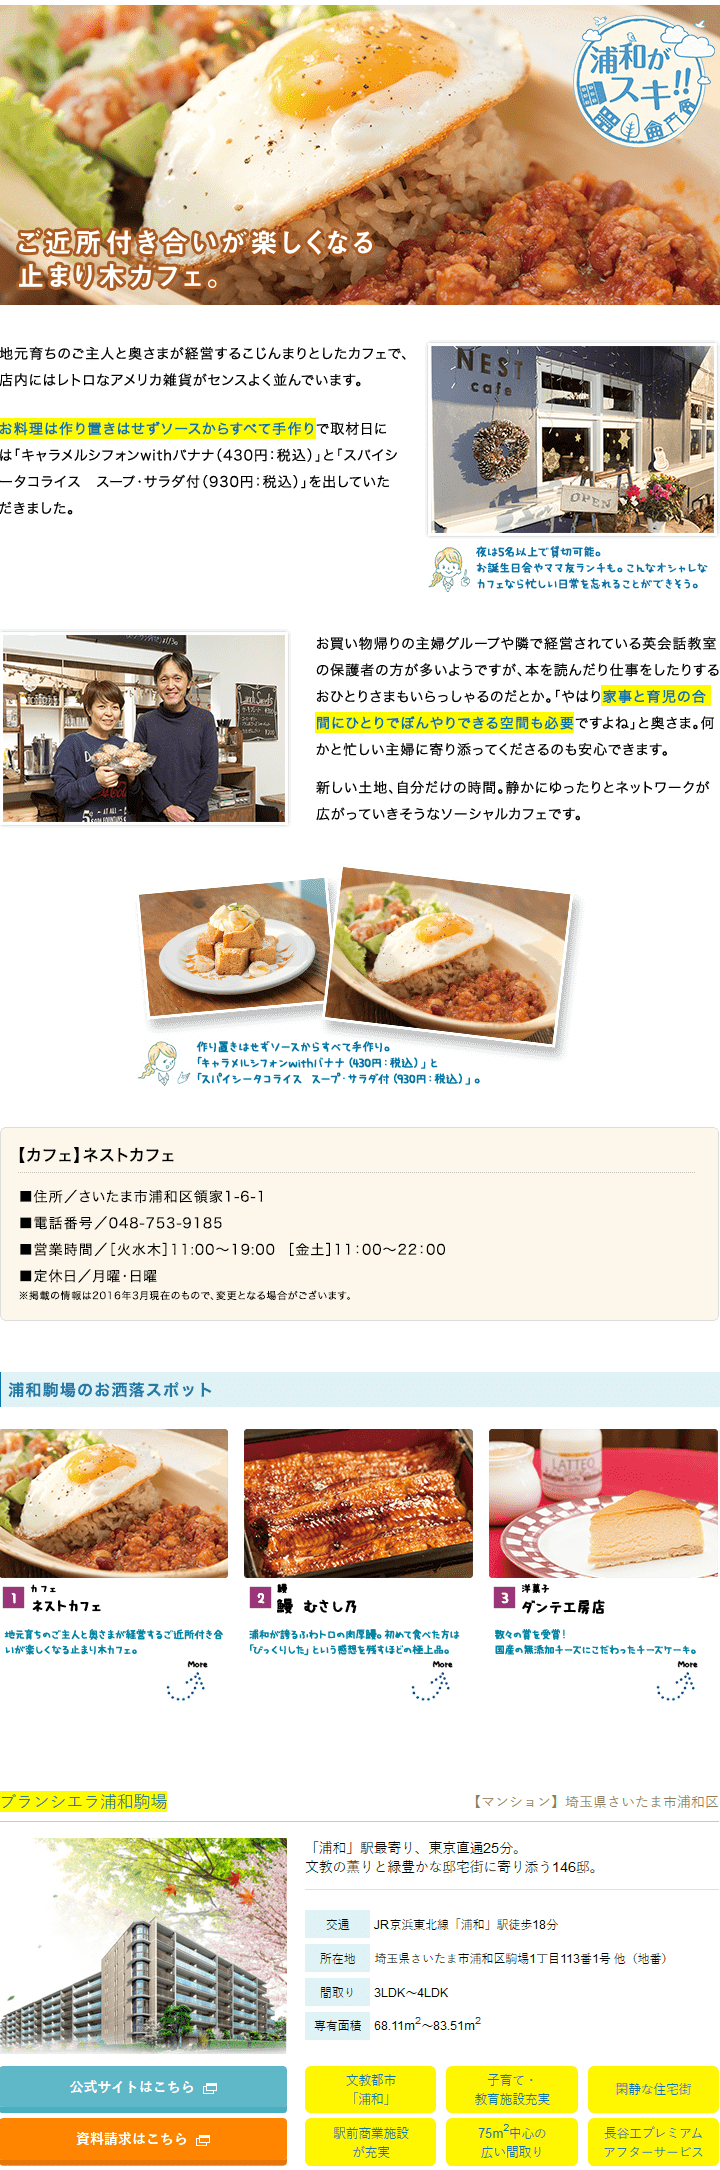 浦和が
スキ!!
ご近所付き合いが楽しくなる
止まり木カフェ。
地元育ちのご主人と奥さまが経営するこじんまりとしたカフェで、
店内にはレトロなアメリカ雑貨がセンスよく並んでいます。
お料理は作り置きはせずソースからすべて手作りで取材日に
は「キャラメルシフォンwithバナナ（430円：税込）」と「スパイシ
ータコライス　スープ・サラダ付（930円：税込）」を出していた
だきました。
NEST
cafe
OPEN
夜は5名以上で貸切可能。
お誕生日会やママ友ランチも。こんなオシャレな
カフェなら忙しい日常を忘れることができそう。
お買い物帰りの主婦グループや隣で経営されている英会話教室
の保護者の方が多いようですが、本を読んだり仕事をしたりする
おひとりさまもいらっしゃるのだとか。「やはり家事と育児の合
間にひとりでぼんやりできる空間も必要ですよね」と奥さま。何
かと忙しい主婦に寄り添ってくださるのも安心できます。
新しい土地、自分だけの時間。静かにゆったりとネットワークが
広がっていきそうなソーシャルカフェです。
作り置きはせずソースからすべて手作り。
「キャラメルシフォンwithバナナ（430円：税込）」と
「スパイシータコライス　スープ・サラダ付（930円：税込）」。
【カフェ】ネストカフェ
■住所／さいたま市浦和区領家1-6-1
■電話番号／048-753-9185
■営業時間／［火水木］11:00～19:00　［金土］11：00～22：00
■定休日／月曜・日曜
※掲載の情報は2016年3月現在のもので、変更となる場合がございます。
浦和駒場のお洒落スポット
LATTEO
1 カフェ
ネストカフェ
地元育ちのご主人と奥さまが経営するご近所付き合
いが楽しくなる止まり木カフェ。
More
2 鰻
鰻 むさし乃
浦和が誇るふわトロの肉厚鰻。初めて食べた方は
「びっくりした」という感想を残すほどの極上品。
More
3 洋菓子
ダンテ工房店
数々の賞を受賞！
国産の無添加チーズにこだわったチーズケーキ。
More
ブランシエラ浦和駒場
【マンション】埼玉県さいたま市浦和区
「浦和」駅最寄り、東京直通25分。
文教の薫りと緑豊かな邸宅街に寄り添う146邸。
交通 JR京浜東北線「浦和」駅徒歩18分
所在地 埼玉県さいたま市浦和区駒場1丁目113番1号 他（地番）
間取り 3LDK～4LDK
専有面積 68.11m2～83.51m2
公式サイトはこちら
資料請求はこちら
文教都市
「浦和」
子育て・
教育施設充実
閑静な住宅街
駅前商業施設
が充実
75m2中心の
広い間取り
長谷工プレミアム
アフターサービス